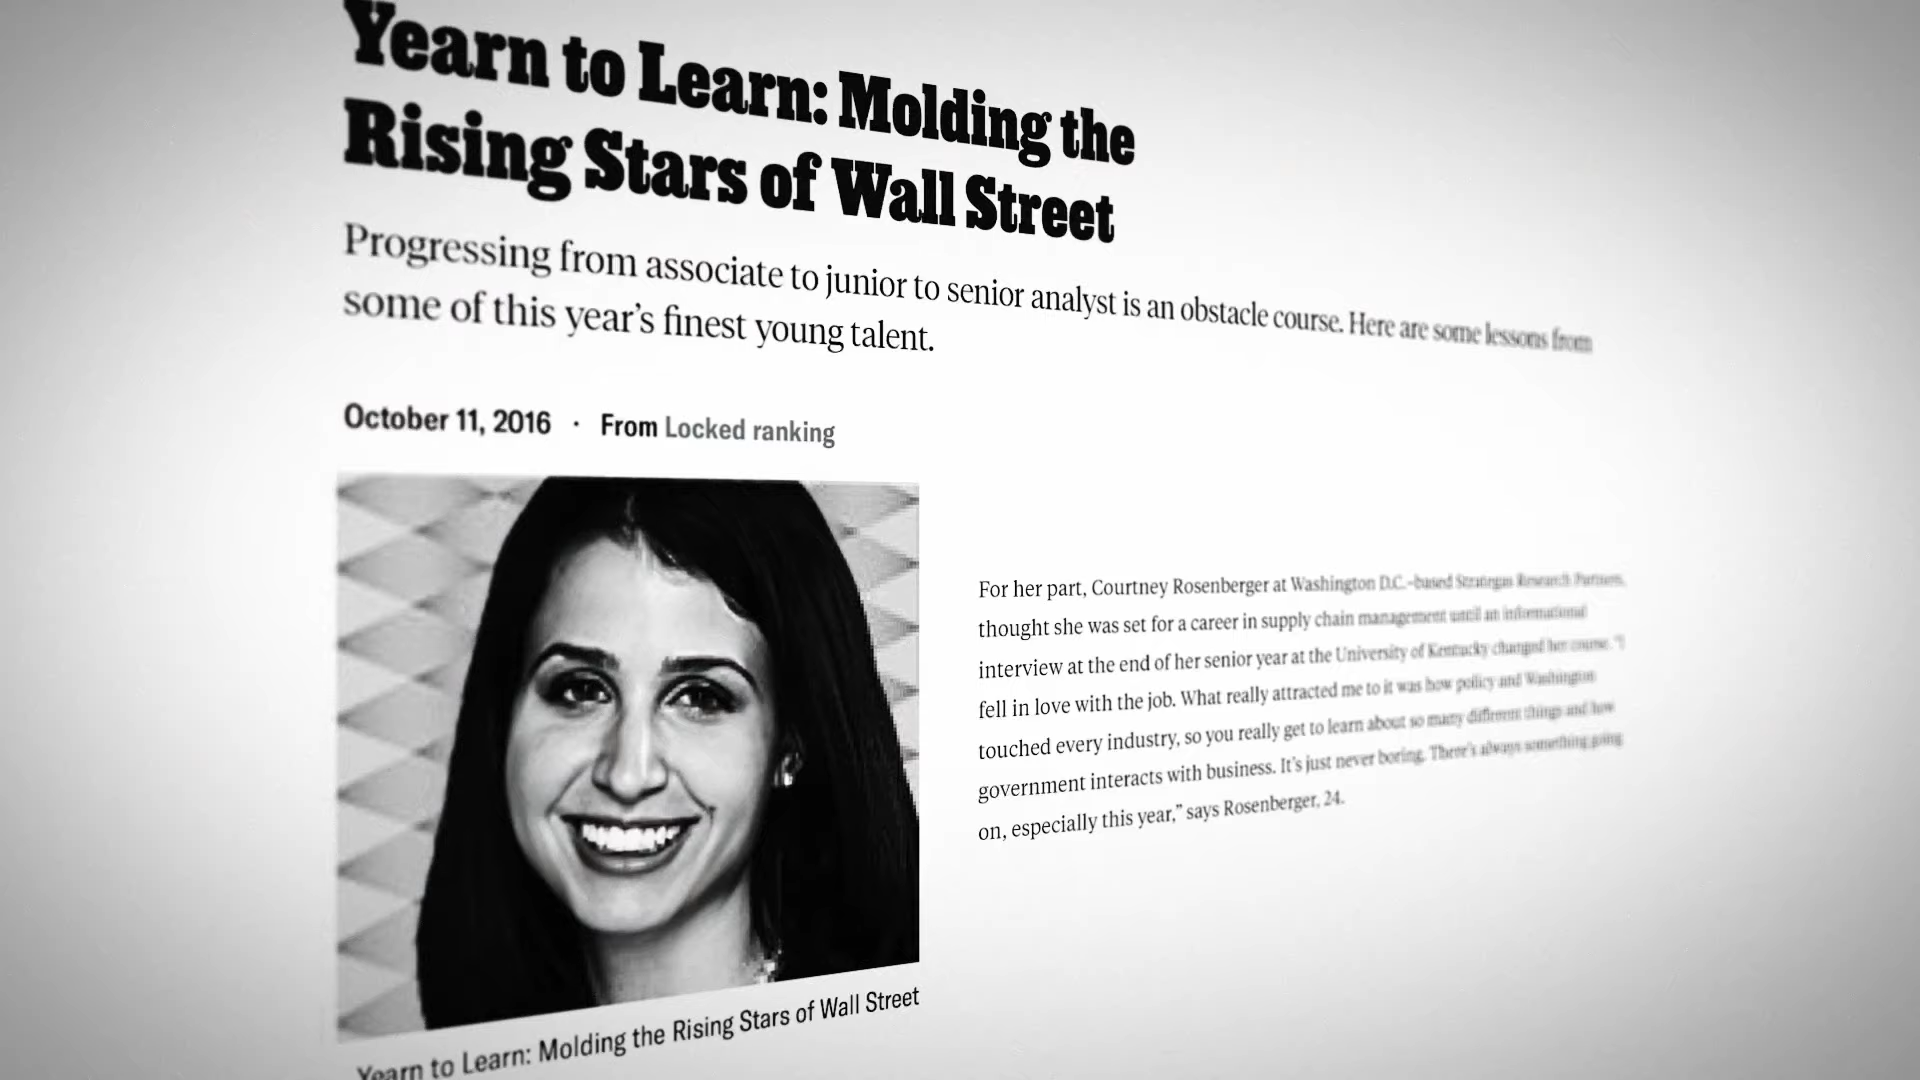 Yearn to Learn: Molding the
Rising Stars of Wall Street
Progressing from associate to junior to senior analyst is an obstacle course. Here are some lessons from
some of this year’s finest young talent.
October 11, 2016 · From Locked ranking
For her part, Courtney Rosenberger at Washington D.C.-based Strategas Research Partners,
thought she was set for a career in supply chain management until an informational
interview at the end of her senior year at the University of Kentucky changed her course. “I
fell in love with the job. What really attracted me to it was how policy and Washington
touched every industry, so you really get to learn about so many different things and how
government interacts with business. It’s just never boring. There’s always something going
on, especially this year,” says Rosenberger, 24.
Yearn to Learn: Molding the Rising Stars of Wall Street